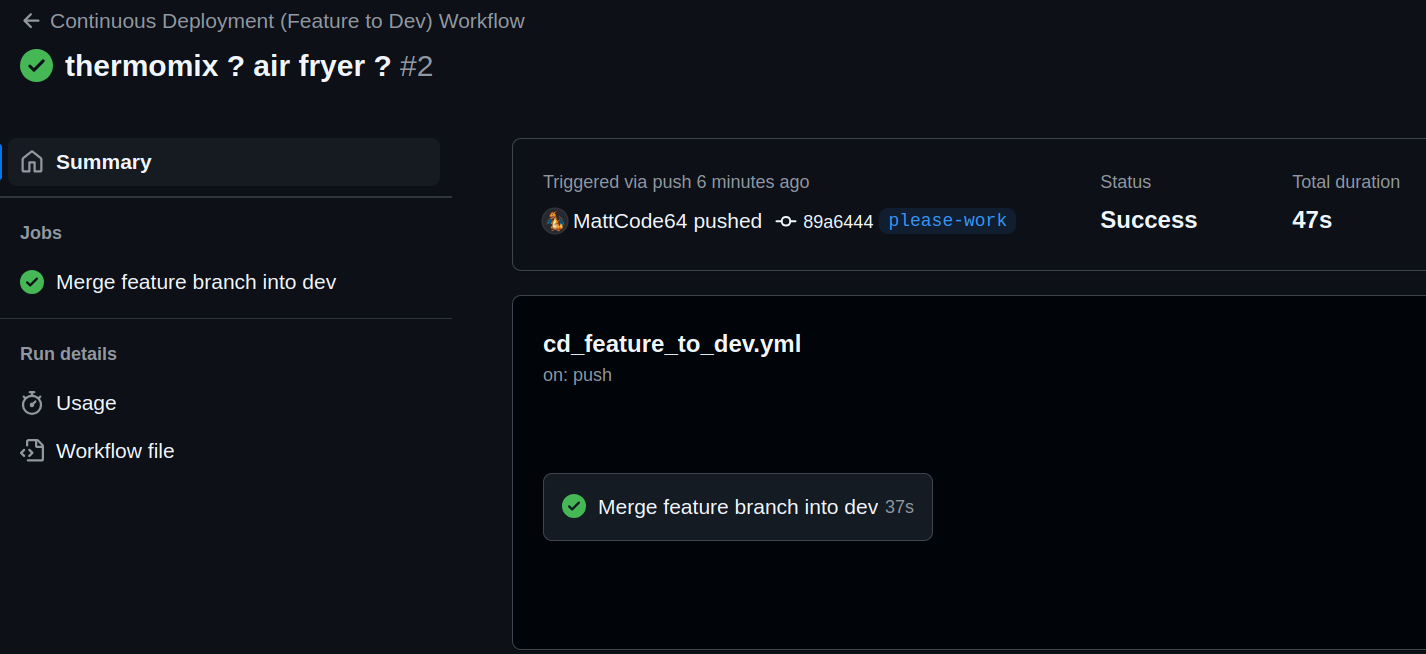 Continuous Deployment (Feature to Dev) Workflow
thermomix ? air fryer ? #2
Summary
Jobs
Merge feature branch into dev
Run details
Usage
Workflow file
Triggered via push 6 minutes ago
MattCode64 pushed 89a6444 please-work
Status
Success
Total duration
47s
cd_feature_to_dev.yml
on: push
Merge feature branch into dev 37s